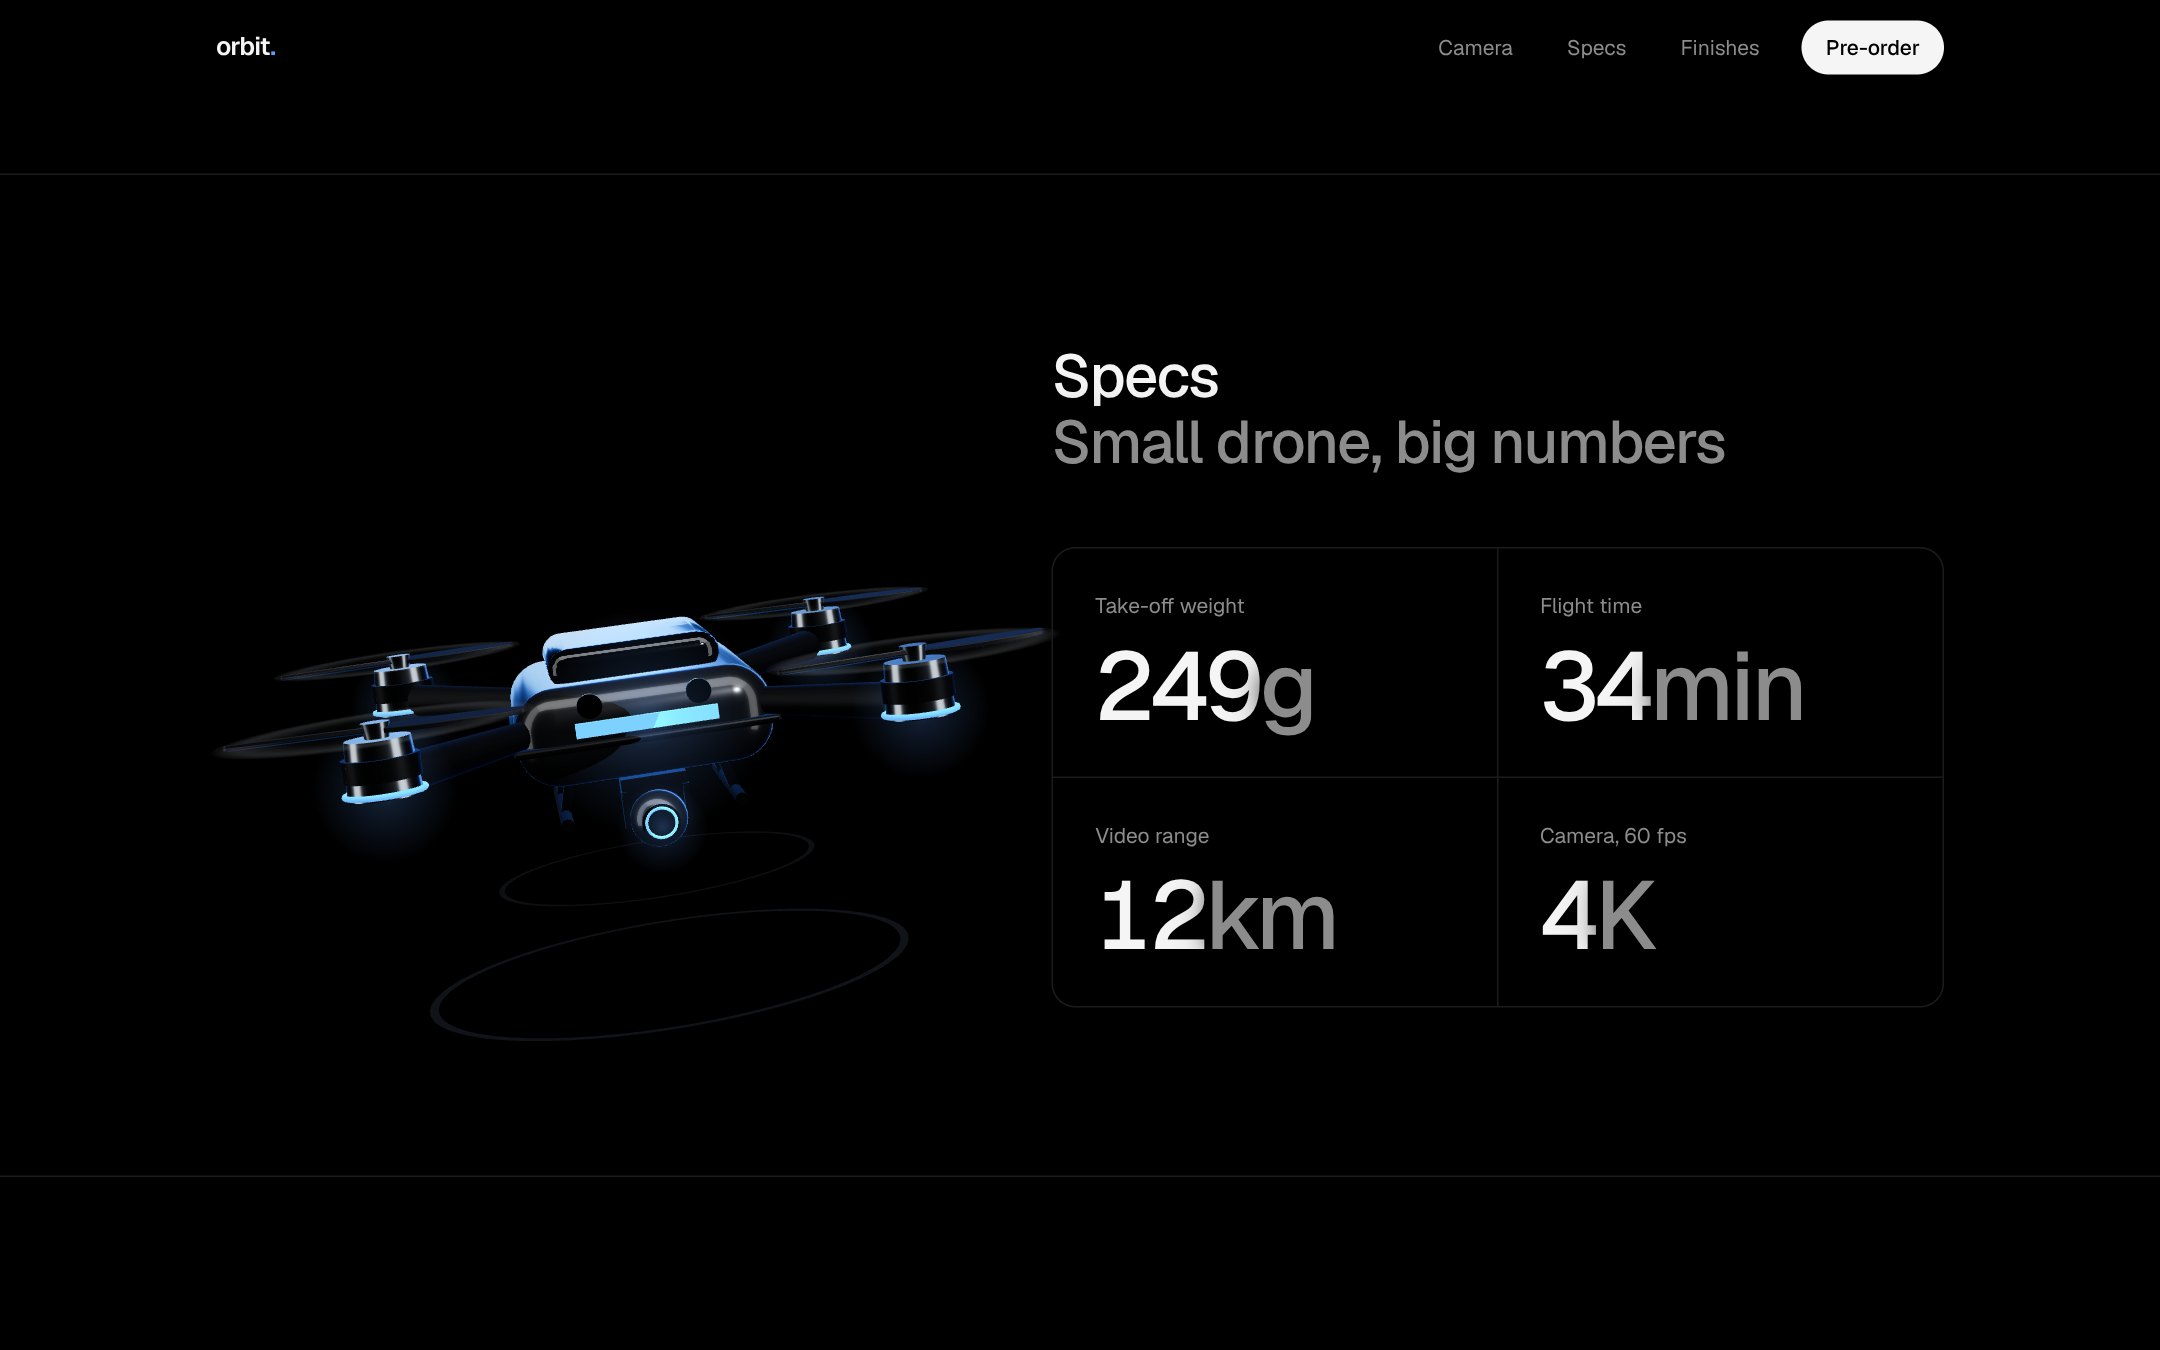 orbit.
Camera
Specs
Finishes
Pre-order
Specs
Small drone, big numbers
Take-off weight
249g
Flight time
34min
Video range
12km
Camera, 60 fps
4K